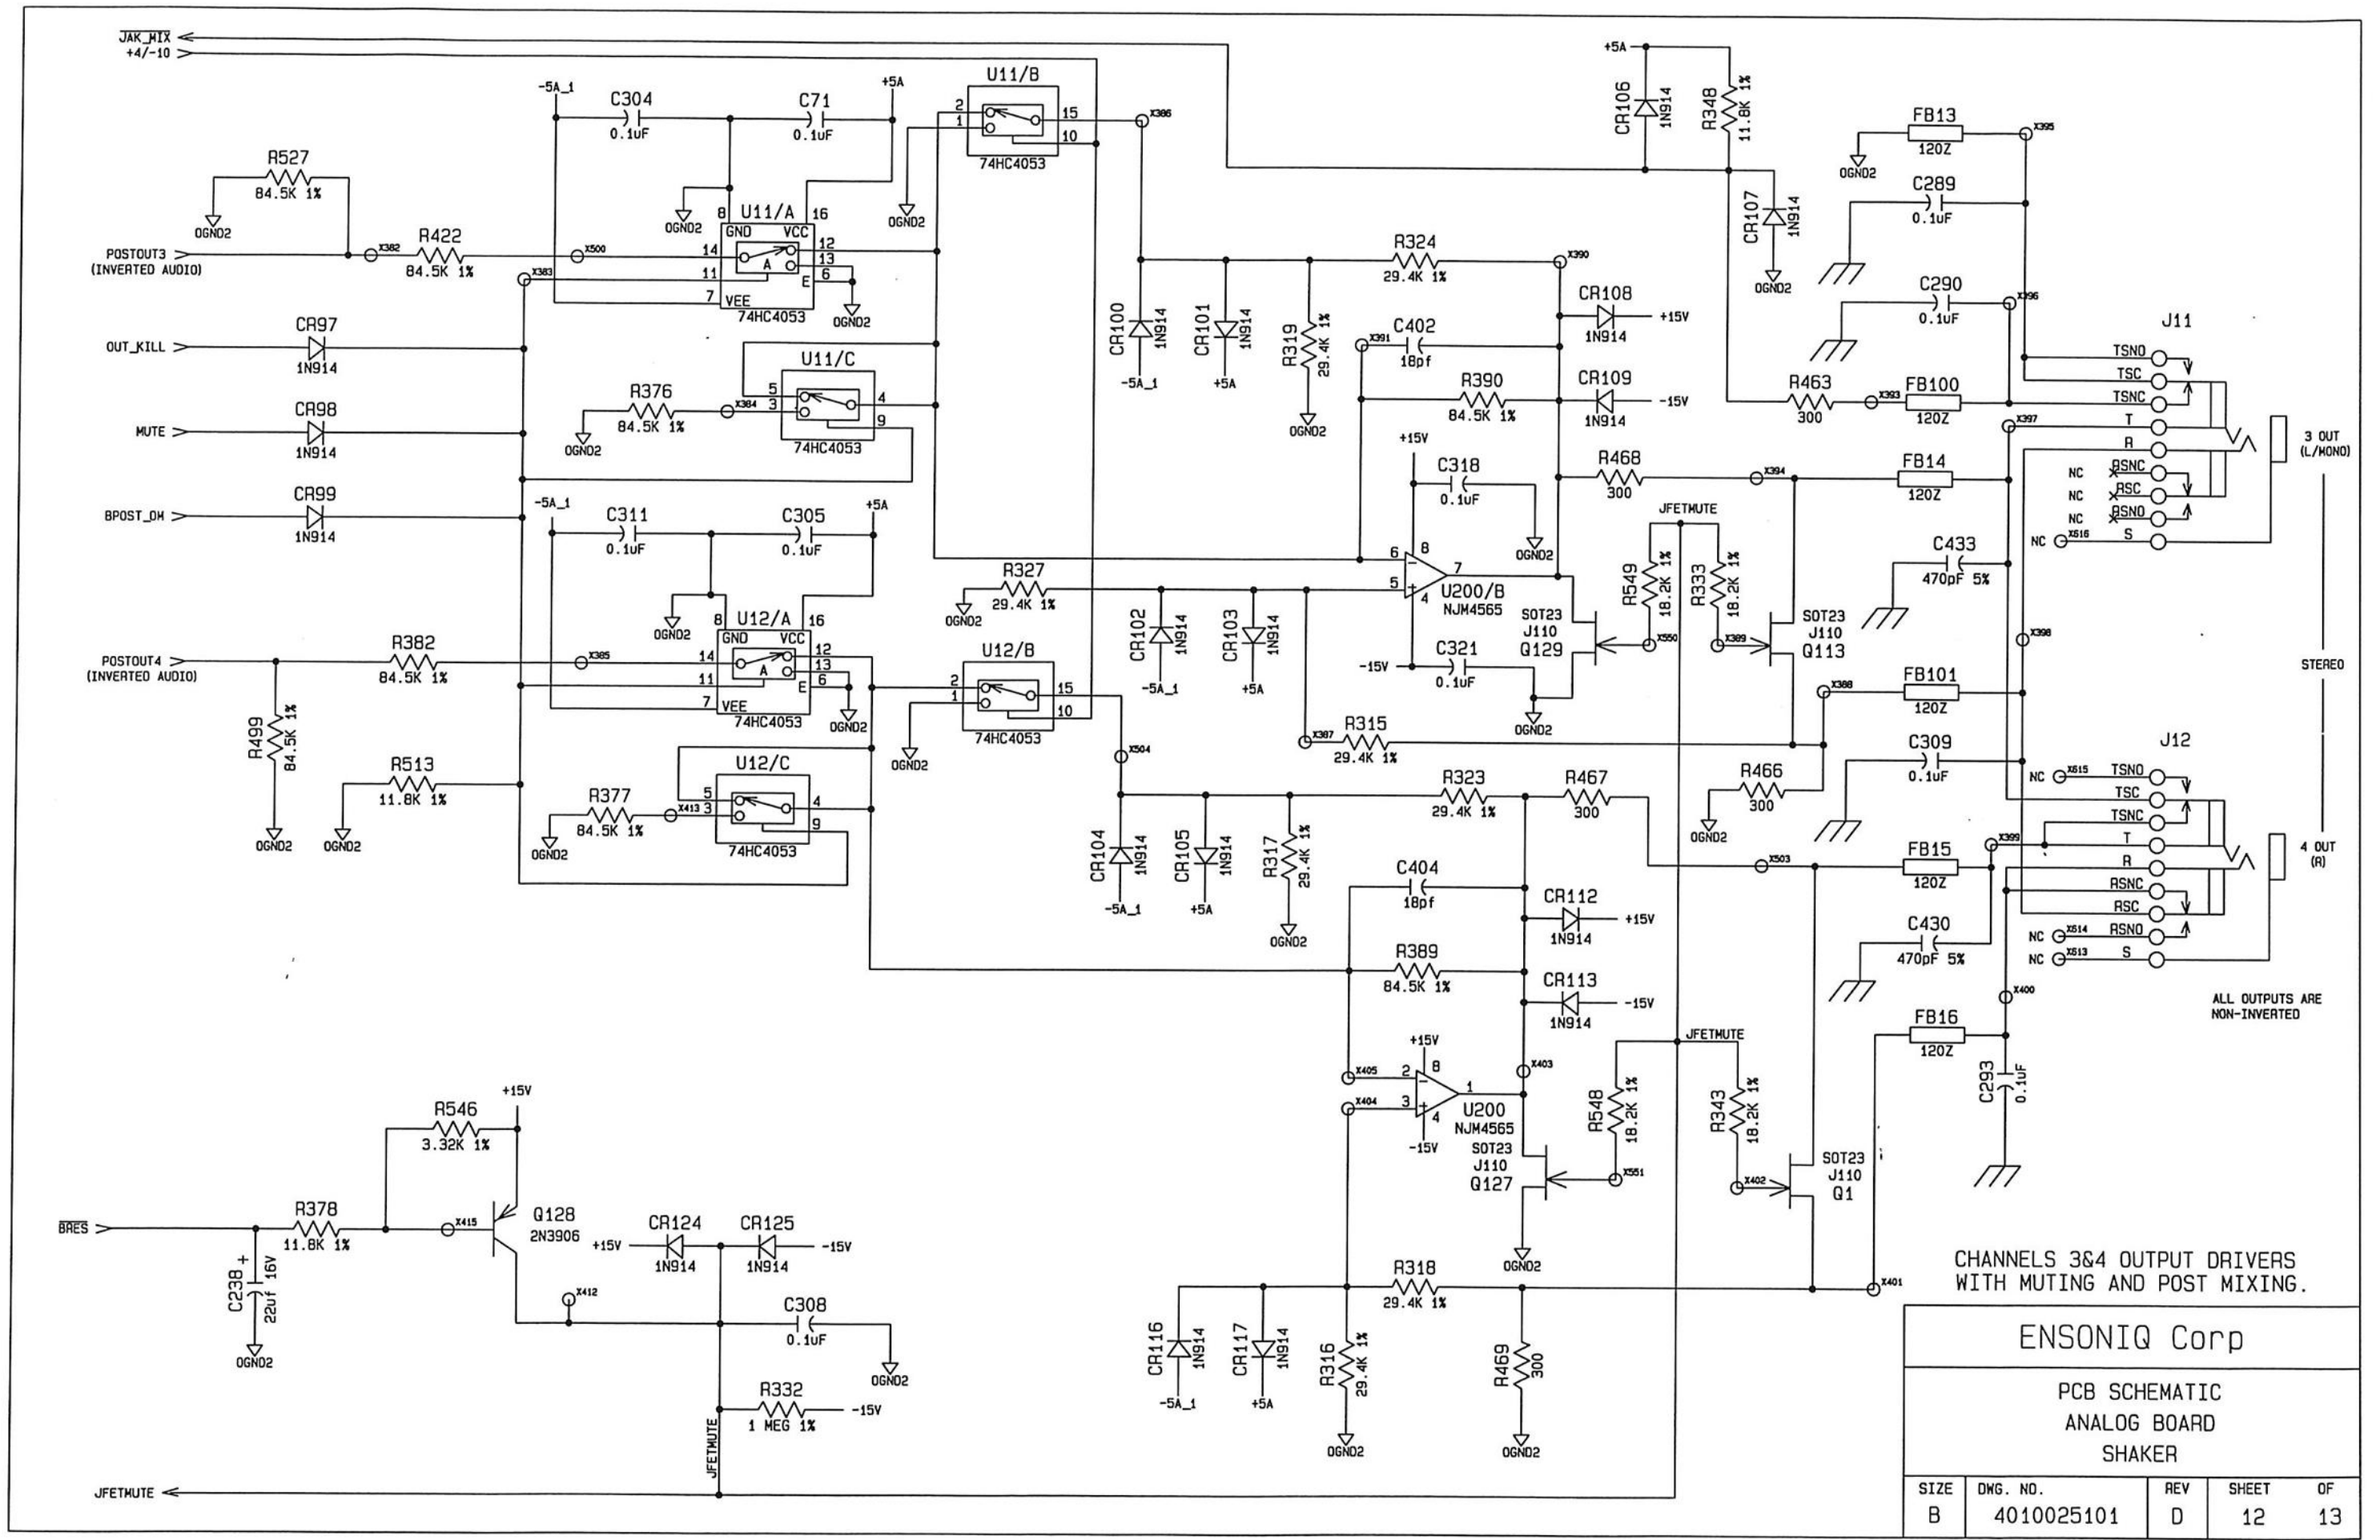 JAK_MIX
+4/-10
R527
84.5K 1%
OGND2
POSTOUT3
(INVERTED AUDIO)
X382
R422
84.5K 1%
X500
X383
OUT_KILL
CR97
1N914
MUTE
CR98
1N914
BPOST_OM
CR99
1N914
-5A_1
C304
0.1uF
C71
0.1uF
+5A
OGND2
8 U11/A 16
GND VCC
14 12
13
A
11 6
E
7 VEE
74HC4053
OGND2
OGND2
U11/B
2 15
1 10
74HC4053
X386
U11/C
5 4
3 9
74HC4053
R376
84.5K 1%
X384
OGND2
-5A_1
C311
0.1uF
C305
0.1uF
+5A
OGND2
8 U12/A 16
GND VCC
14 12
13
A
11 6
E
7 VEE
74HC4053
OGND2
POSTOUT4
(INVERTED AUDIO)
R382
84.5K 1%
X385
R499
84.5K 1%
OGND2
R513
11.8K 1%
OGND2
U12/B
2 15
1 10
74HC4053
OGND2
X504
U12/C
5 4
3 9
74HC4053
R377
84.5K 1%
X413
OGND2
CR100
1N914
-5A_1
CR101
1N914
+5A
R319
29.4K 1%
OGND2
R324
29.4K 1%
X390
CR108
1N914
+15V
C402
18pf
X391
R390
84.5K 1%
CR109
1N914
-15V
+15V
C318
0.1uF
OGND2
R468
300
X394
R327
29.4K 1%
OGND2
CR102
1N914
-5A_1
CR103
1N914
+5A
6 8
7
5
4
U200/B
NJM4565
-15V
C321
0.1uF
OGND2
SOT23
J110
Q129
X550
R549
18.2K 1%
JFETMUTE
R333
18.2K 1%
X389
SOT23
J110
Q113
X387
R315
29.4K 1%
X388
R466
300
OGND2
+5A
CR106
1N914
R348
11.8K 1%
CR107
1N914
OGND2
FB13
120Z
OGND2
X395
C289
0.1uF
C290
0.1uF
X396
R463
300
X393
FB100
120Z
X397
FB14
120Z
C433
470pF 5%
X398
FB101
120Z
C309
0.1uF
X399
FB15
120Z
C430
470pF 5%
X400
FB16
120Z
C293
0.1uF
J11
TSNO
TSC
TSNC
T
R
NC RSNC
NC RSC
NC RSNO
NC X616 S
3 OUT
(L/MONO)
STEREO
J12
NC X615 TSNO
TSC
TSNC
T
R
RSNC
RSC
NC X614 RSNO
NC X613 S
4 OUT
(R)
ALL OUTPUTS ARE
NON-INVERTED
CR104
1N914
-5A_1
CR105
1N914
+5A
R317
29.4K 1%
OGND2
R323
29.4K 1%
R467
300
X503
C404
18pf
CR112
1N914
+15V
R389
84.5K 1%
CR113
1N914
-15V
X405
X404
+15V
2 8
1
3
4
-15V
X403
U200
NJM4565
SOT23
J110
Q127
OGND2
X551
R548
18.2K 1%
JFETMUTE
R343
18.2K 1%
X402
SOT23
J110
Q1
X401
R318
29.4K 1%
CR116
1N914
-5A_1
CR117
1N914
+5A
R316
29.4K 1%
OGND2
R469
300
OGND2
BRES
C238 +
22uf 16V
OGND2
R378
11.8K 1%
R546
3.32K 1%
+15V
X415
Q128
2N3906
X412
+15V
CR124
1N914
CR125
1N914
-15V
C308
0.1uF
OGND2
R332
1 MEG 1%
-15V
JFETMUTE
JFETMUTE
CHANNELS 3&4 OUTPUT DRIVERS
WITH MUTING AND POST MIXING.
ENSONIQ Corp
PCB SCHEMATIC
ANALOG BOARD
SHAKER
SIZE DWG. NO. REV SHEET OF
B 4010025101 D 12 13